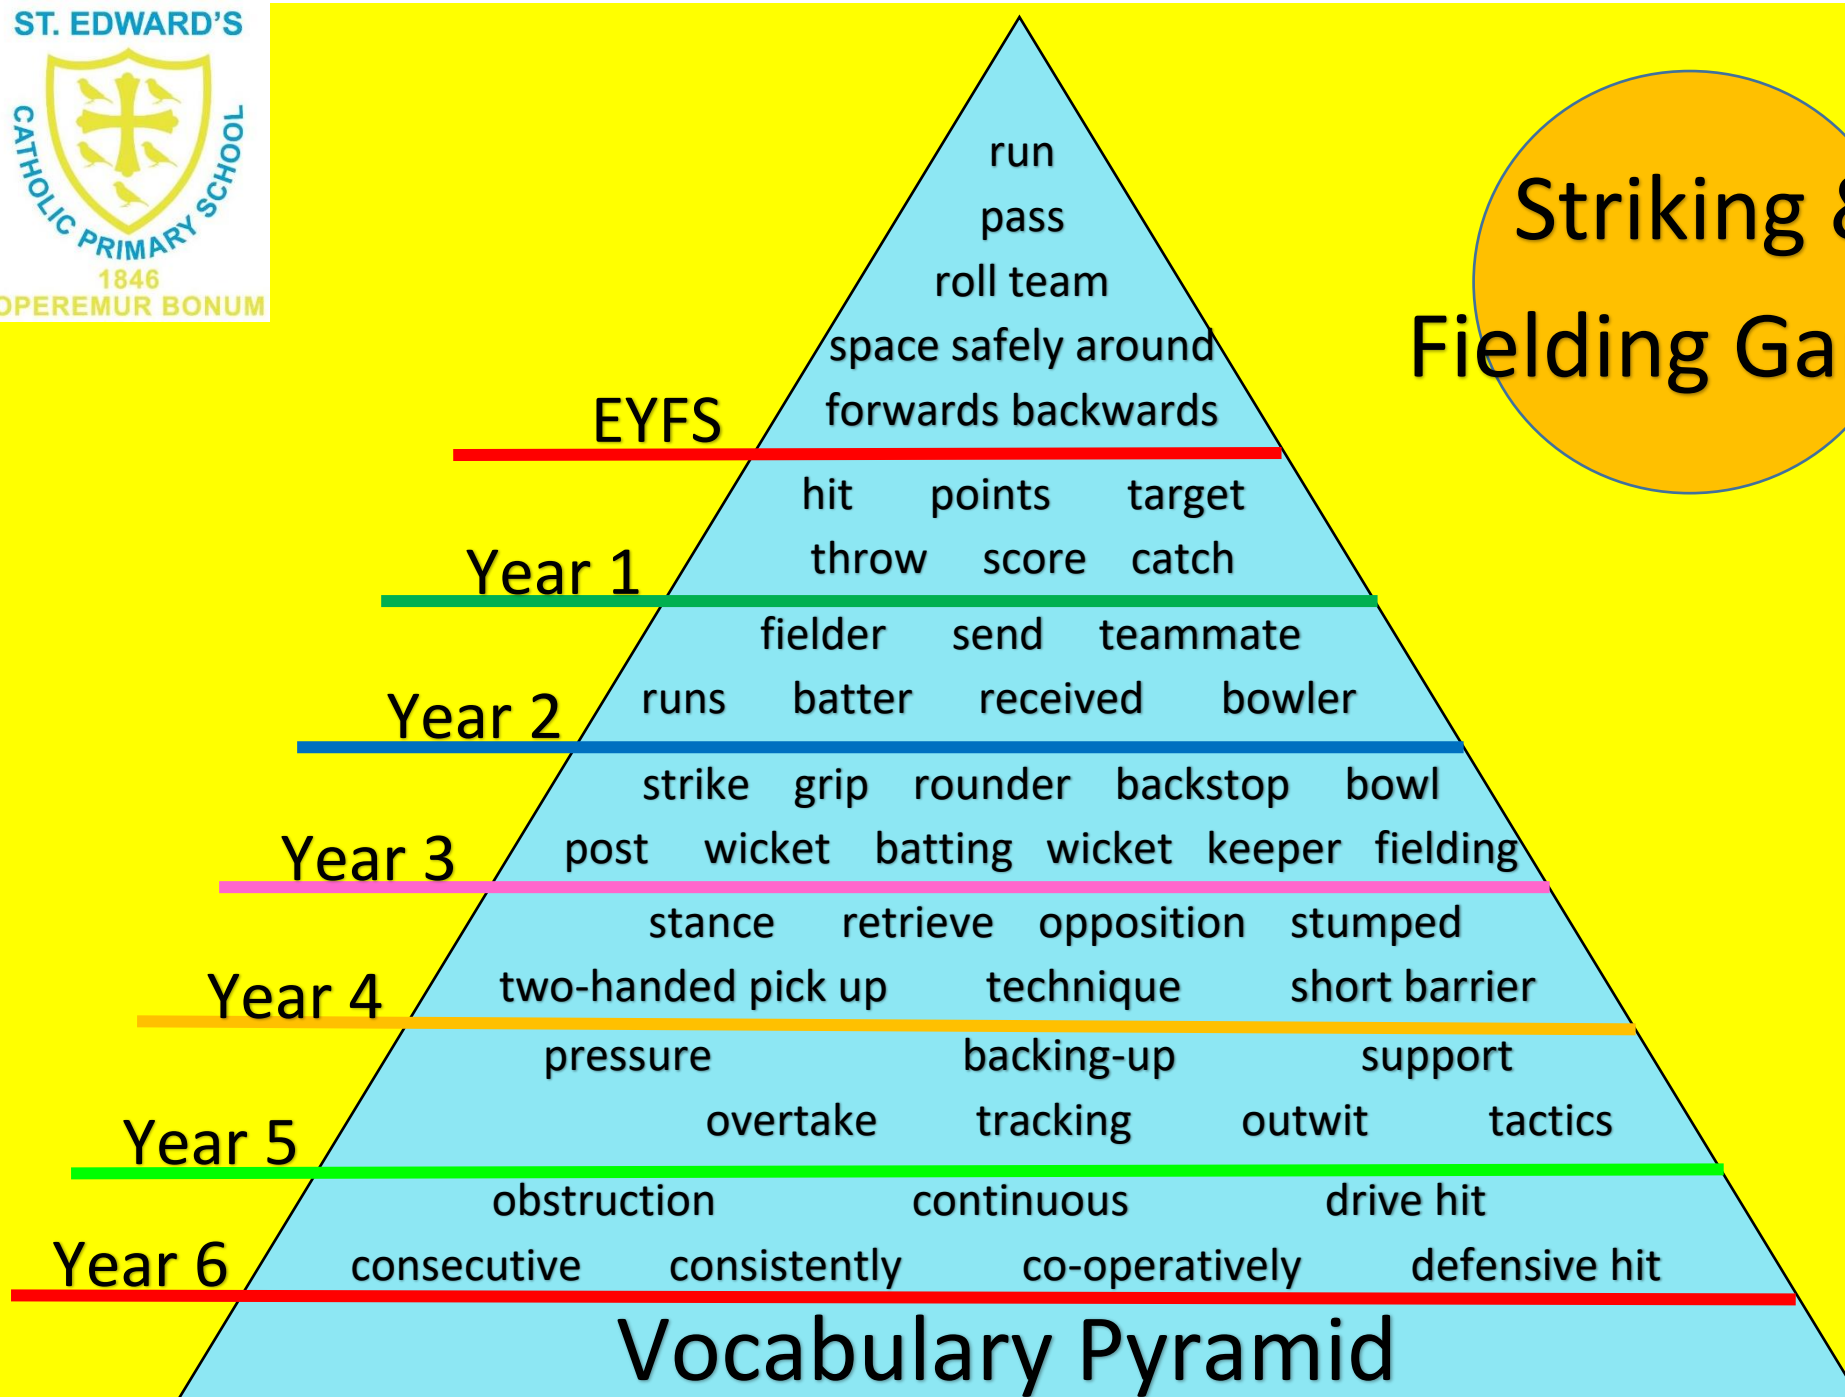 ST. EDWARD'S
CATHOLIC PRIMARY SCHOOL
1846
OPEREMUR BONUM
Striking &
Fielding Ga
run
pass
roll team
space safely around
forwards backwards
EYFS
hit points target
throw score catch
Year 1
fielder send teammate
runs batter received bowler
Year 2
strike grip rounder backstop bowl
post wicket batting wicket keeper fielding
Year 3
stance retrieve opposition stumped
two-handed pick up technique short barrier
Year 4
pressure backing-up support
overtake tracking outwit tactics
Year 5
obstruction continuous drive hit
consecutive consistently co-operatively defensive hit
Year 6
Vocabulary Pyramid